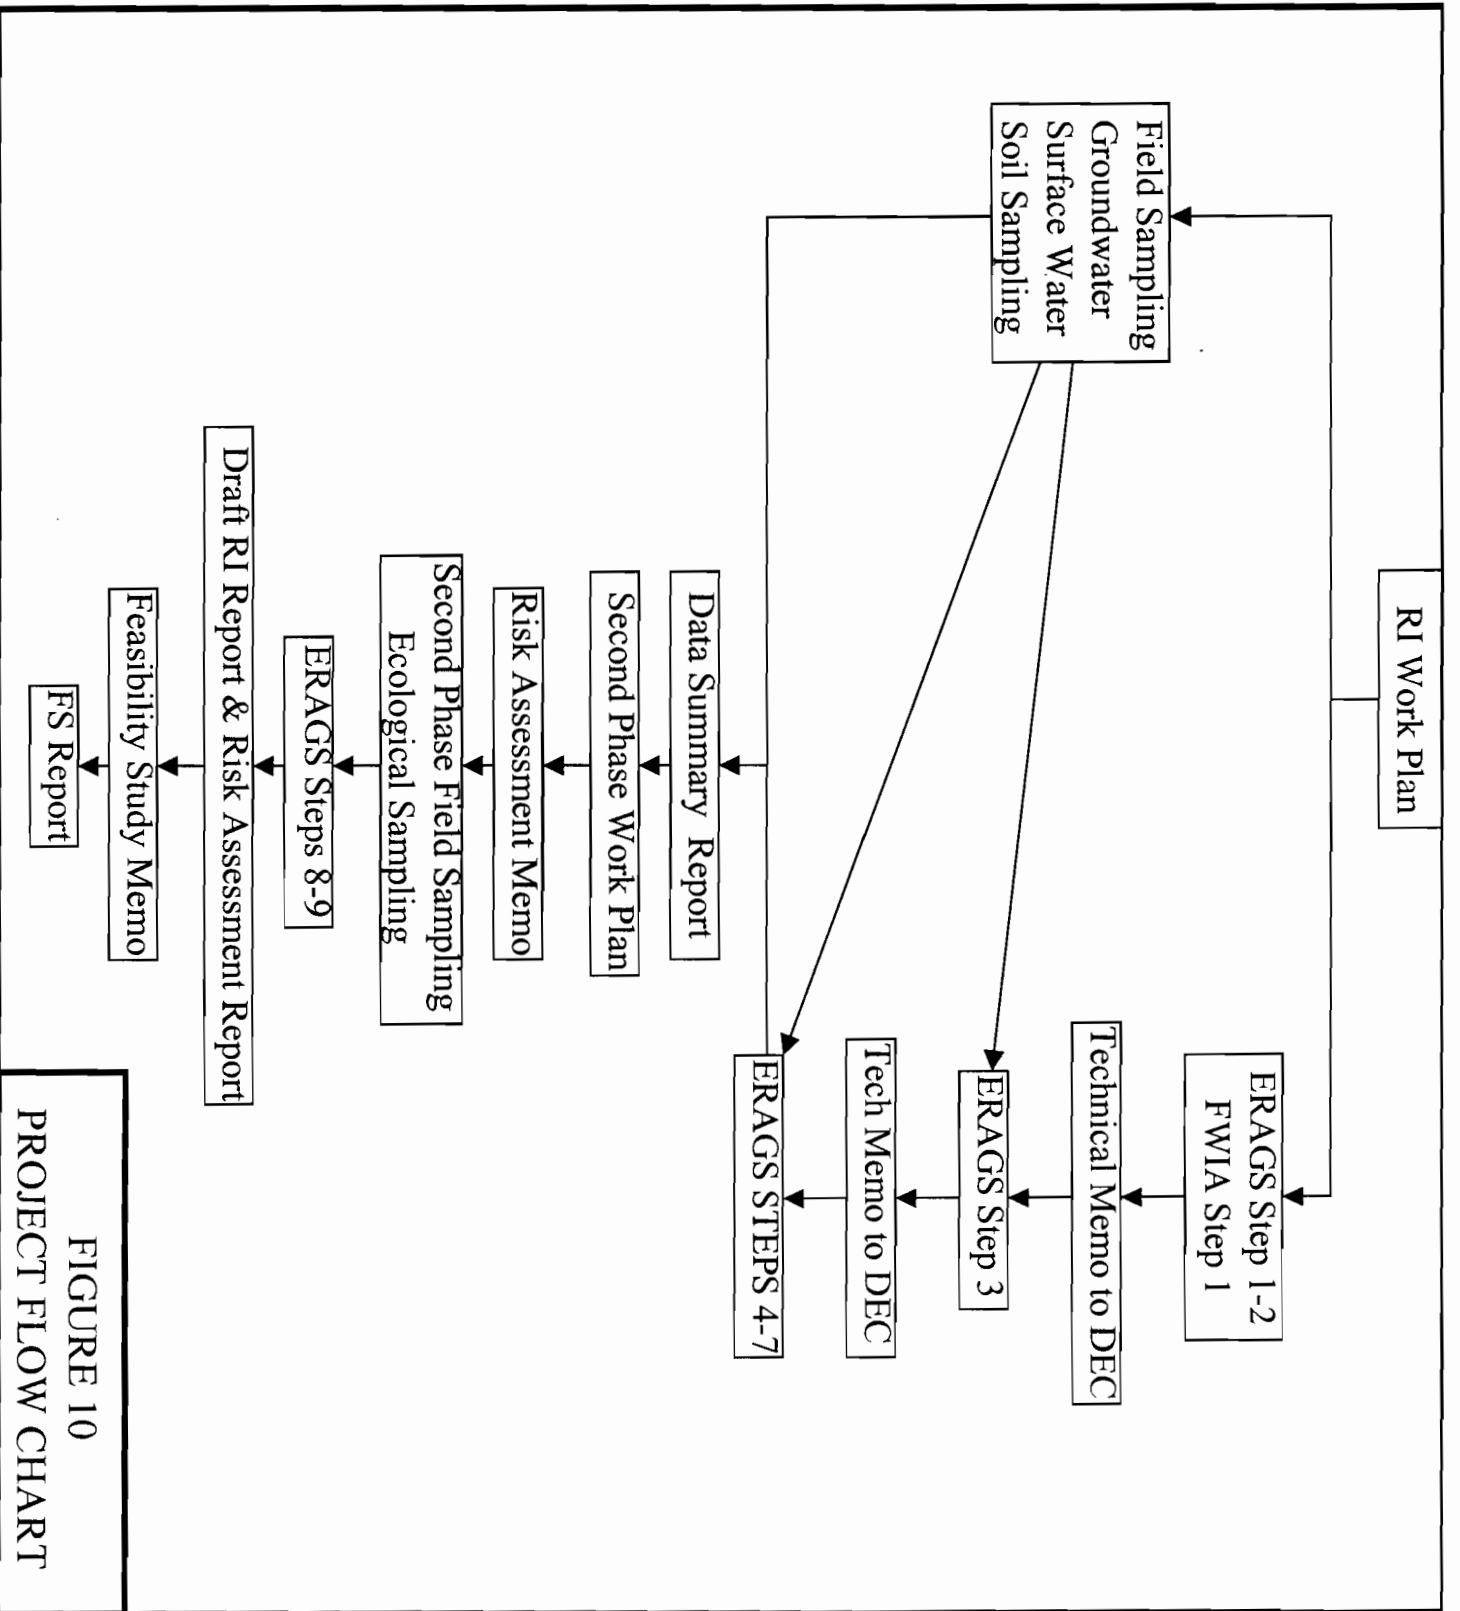 RI Work Plan
Field Sampling
Groundwater
Surface Water
Soil Sampling
ERAGS Step 1-2
FWIA Step 1
Technical Memo to DEC
ERAGS Step 3
Tech Memo to DEC
ERAGS STEPS 4-7
Data Summary Report
Second Phase Work Plan
Risk Assessment Memo
Second Phase Field Sampling
Ecological Sampling
ERAGS Steps 8-9
Draft RI Report & Risk Assessment Report
Feasibility Study Memo
FS Report
FIGURE 10
PROJECT FLOW CHART